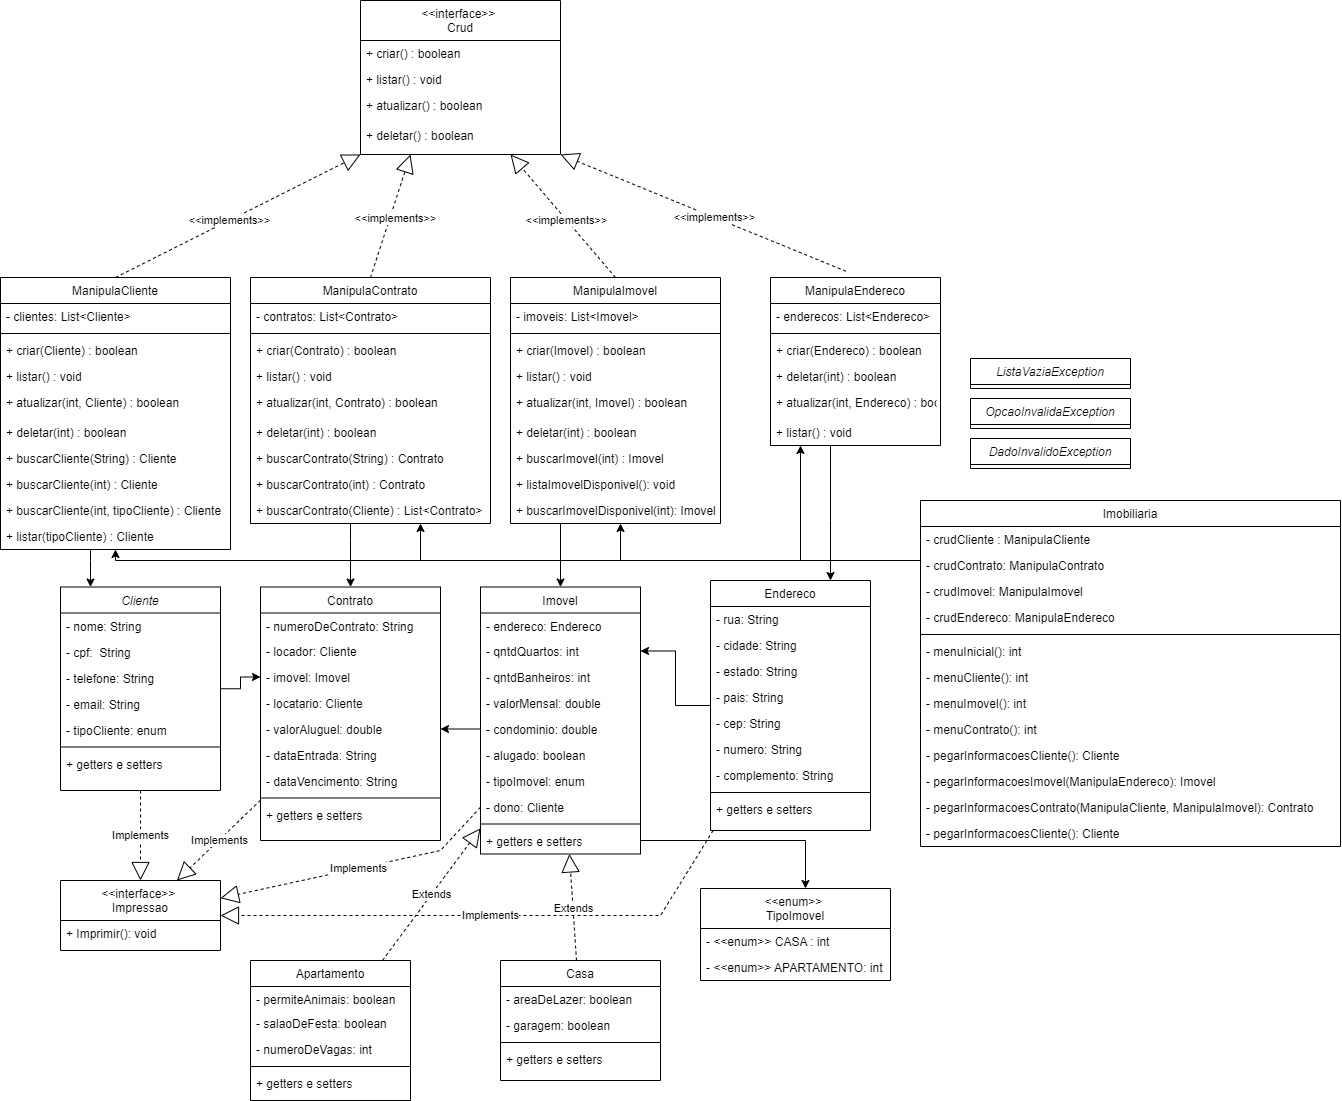 <<interface>>
Crud
+ criar() : boolean
+ listar() : void
+ atualizar() : boolean
+ deletar() : boolean
<<implements>>
<<implements>>
<<implements>>
<<implements>>
ManipulaCliente
- clientes: List<Cliente>
+ criar(Cliente) : boolean
+ listar() : void
+ atualizar(int, Cliente) : boolean
+ deletar(int) : boolean
+ buscarCliente(String) : Cliente
+ buscarCliente(int) : Cliente
+ buscarCliente(int, tipoCliente) : Cliente
+ listar(tipoCliente) : Cliente
ManipulaContrato
- contratos: List<Contrato>
+ criar(Contrato) : boolean
+ listar() : void
+ atualizar(int, Contrato) : boolean
+ deletar(int) : boolean
+ buscarContrato(String) : Contrato
+ buscarContrato(int) : Contrato
+ buscarContrato(Cliente) : List<Contrato>
ManipulaImovel
- imoveis: List<Imovel>
+ criar(Imovel) : boolean
+ listar() : void
+ atualizar(int, Imovel) : boolean
+ deletar(int) : boolean
+ buscarImovel(int) : Imovel
+ listaImovelDisponivel(): void
+ buscarImovelDisponivel(int): Imovel
ManipulaEndereco
- enderecos: List<Endereco>
+ criar(Endereco) : boolean
+ deletar(int) : boolean
+ atualizar(int, Endereco) : boo
+ listar() : void
ListaVaziaException
OpcaoInvalidaException
DadoInvalidoException
Imobiliaria
- crudCliente : ManipulaCliente
- crudContrato: ManipulaContrato
- crudImovel: ManipulaImovel
- crudEndereco: ManipulaEndereco
- menuInicial(): int
- menuCliente(): int
- menuImovel(): int
- menuContrato(): int
- pegarInformacoesCliente(): Cliente
- pegarInformacoesImovel(ManipulaEndereco): Imovel
- pegarInformacoesContrato(ManipulaCliente, ManipulaImovel): Contrato
- pegarInformacoesCliente(): Cliente
Cliente
- nome: String
- cpf:  String
- telefone: String
- email: String
- tipoCliente: enum
+ getters e setters
Contrato
- numeroDeContrato: String
- locador: Cliente
- imovel: Imovel
- locatario: Cliente
- valorAluguel: double
- dataEntrada: String
- dataVencimento: String
+ getters e setters
Imovel
- endereco: Endereco
- qntdQuartos: int
- qntdBanheiros: int
- valorMensal: double
- condominio: double
- alugado: boolean
- tipoImovel: enum
- dono: Cliente
+ getters e setters
Endereco
- rua: String
- cidade: String
- estado: String
- pais: String
- cep: String
- numero: String
- complemento: String
+ getters e setters
Implements
Implements
Implements
Implements
Extends
Extends
<<interface>>
Impressao
+ Imprimir(): void
<<enum>>
TipoImovel
- <<enum>> CASA : int
- <<enum>> APARTAMENTO: int
Apartamento
- permiteAnimais: boolean
- salaoDeFesta: boolean
- numeroDeVagas: int
+ getters e setters
Casa
- areaDeLazer: boolean
- garagem: boolean
+ getters e setters